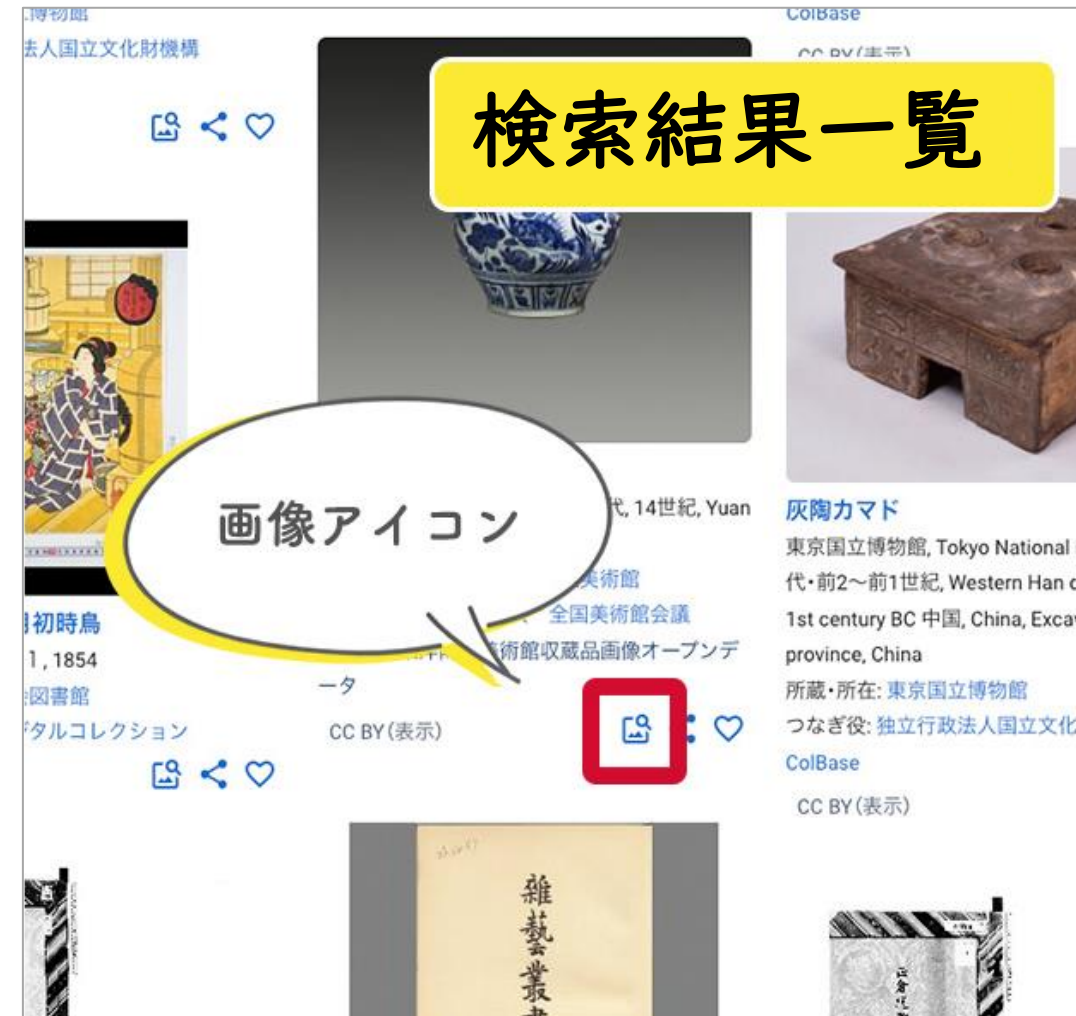 博物館
法人国立文化財機構
初時鳥
1, 1854
図書館
デジタルコレクション
検索結果一覧
画像アイコン
代, 14世紀, Yuan
美術館
全国美術館会議
術館収蔵品画像オープンデ
ータ
CC BY（表示）
雜藝叢書
ColBase
CC BY（表示）
灰陶カマド
東京国立博物館, Tokyo National
代・前2〜前1世紀, Western Han
1st century BC 中国, China, Excav
province, China
所蔵・所在: 東京国立博物館
つなぎ役: 独立行政法人国立文化
ColBase
CC BY（表示）